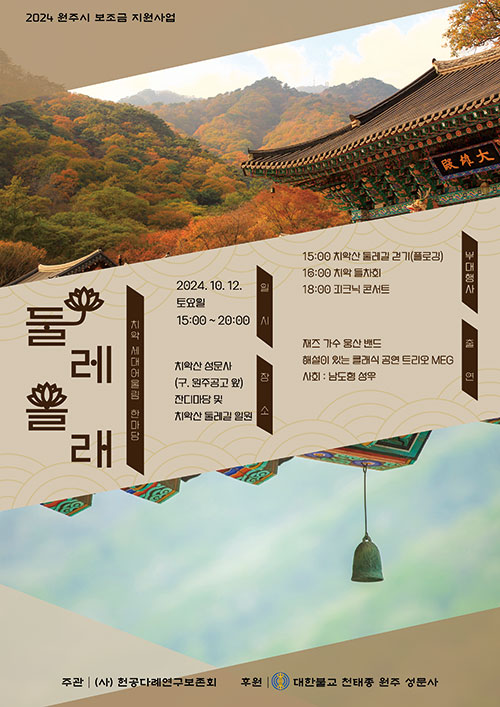 2024 원주시 보조금 지원사업
大雄殿
둘레
올래
치악 세대어울림 한마당
2024. 10. 12.
토요일
15:00 ~ 20:00
일시
치악산 성문사
(구. 원주공고 앞)
잔디마당 및
치악산 둘레길 일원
장소
15:00 치악산 둘레길 걷기(플로깅)
16:00 치악 들차회
18:00 피크닉 콘서트
부대행사
재즈 가수 웅산 밴드
해설이 있는 클래식 공연 트리오 MEG
사회 : 남도형 성우
출연
주관 | (사) 헌공다례연구보존회
후원 | 대한불교 천태종 원주 성문사